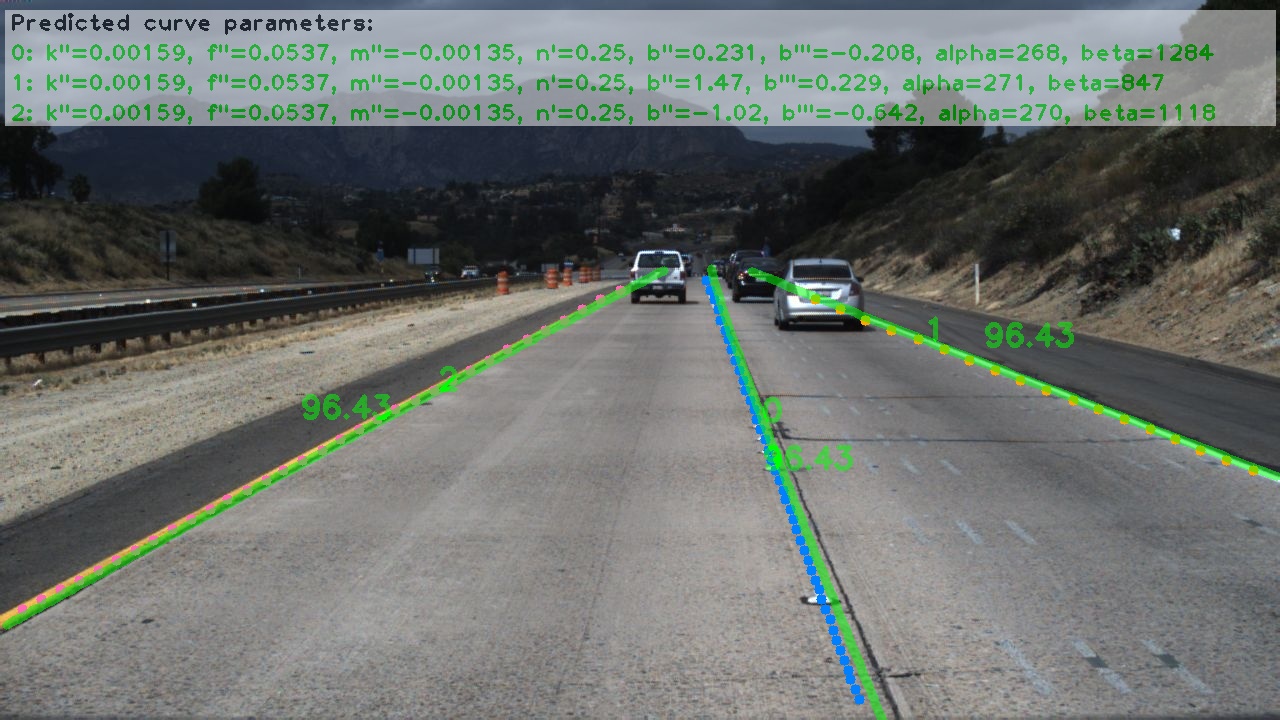 Predicted curve parameters:
0: k''=0.00159, f''=0.0537, m''=-0.00135, n'=0.25, b''=0.231, b'''=-0.208, alpha=268, beta=1284
1: k''=0.00159, f''=0.0537, m''=-0.00135, n'=0.25, b''=1.47, b'''=0.229, alpha=271, beta=847
2: k''=0.00159, f''=0.0537, m''=-0.00135, n'=0.25, b''=-1.02, b'''=-0.642, alpha=270, beta=1118
1 96.43
2
96.43
0
96.43